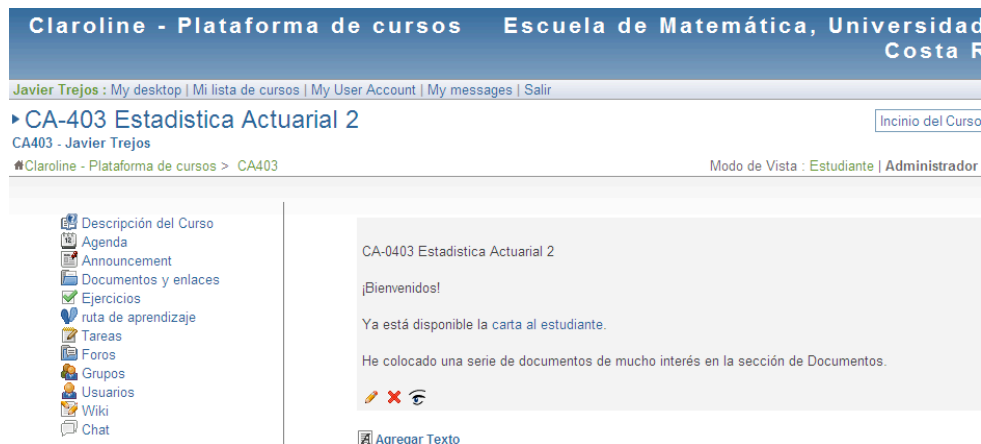 Claroline - Plataforma de cursos Escuela de Matemática, Universidad
Costa R
Javier Trejos : My desktop | Mi lista de cursos | My User Account | My messages | Salir
CA-403 Estadistica Actuarial 2
Incinio del Curso
CA403 - Javier Trejos
Claroline - Plataforma de cursos > CA403
Modo de Vista : Estudiante | Administrador
Descripción del Curso
Agenda
Announcement
Documentos y enlaces
Ejercicios
ruta de aprendizaje
Tareas
Foros
Grupos
Usuarios
Wiki
Chat
CA-0403 Estadistica Actuarial 2
¡Bienvenidos!
Ya está disponible la carta al estudiante.
He colocado una serie de documentos de mucho interés en la sección de Documentos.
Agregar Texto